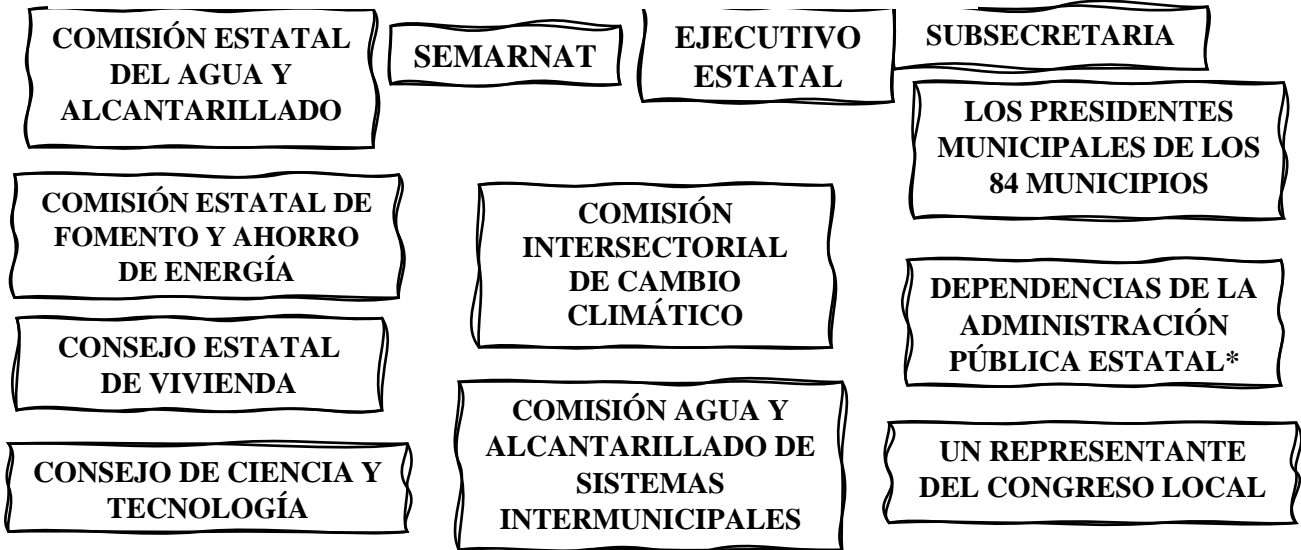 COMISIÓN ESTATAL
DEL AGUA Y
ALCANTARILLADO
SEMARNAT
EJECUTIVO
ESTATAL
SUBSECRETARIA
LOS PRESIDENTES
MUNICIPALES DE LOS
84 MUNICIPIOS
COMISIÓN ESTATAL DE
FOMENTO Y AHORRO
DE ENERGÍA
COMISIÓN
INTERSECTORIAL
DE CAMBIO
CLIMÁTICO
DEPENDENCIAS DE LA
ADMINISTRACIÓN
PÚBLICA ESTATAL*
CONSEJO ESTATAL
DE VIVIENDA
COMISIÓN AGUA Y
ALCANTARILLADO DE
SISTEMAS
INTERMUNICIPALES
UN REPRESENTANTE
DEL CONGRESO LOCAL
CONSEJO DE CIENCIA Y
TECNOLOGÍA